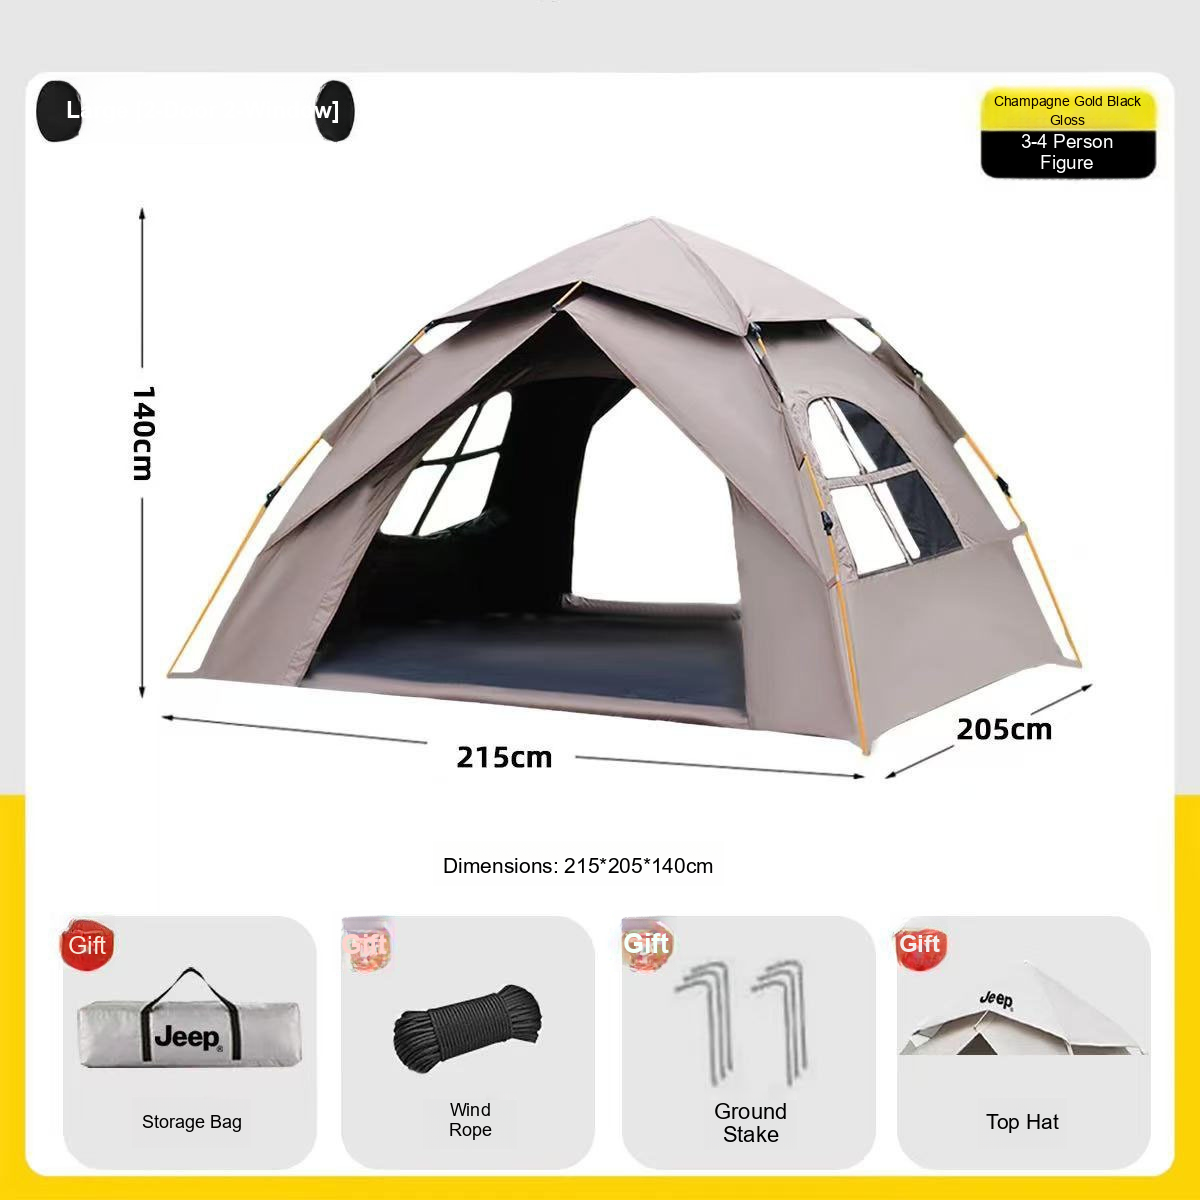 w]
Champagne Gold Black
Gloss
3-4 Person
Figure
140cm
215cm
205cm
Dimensions: 215*205*140cm
Gift
Gift
Gift
Gift
Jeep®
Jeep
Storage Bag
Wind
Rope
Ground
Stake
Top Hat